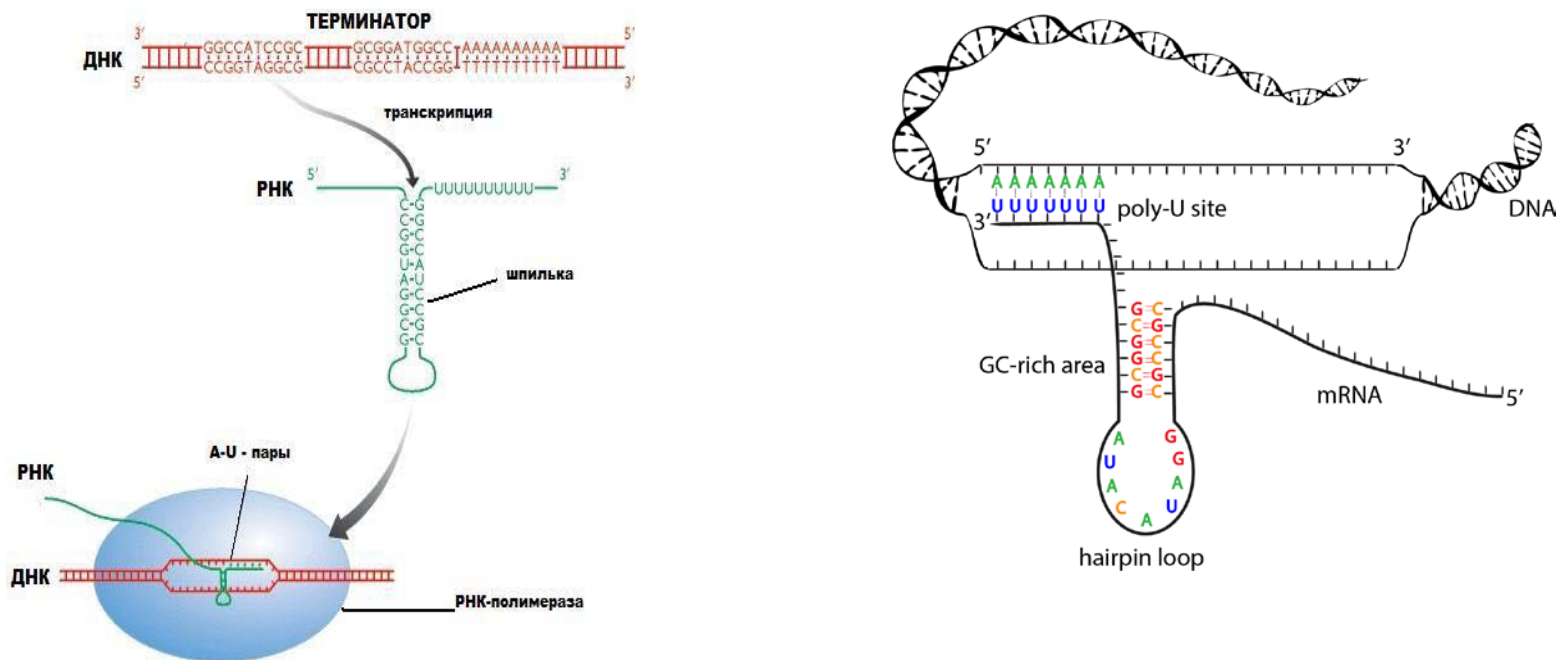 ТЕРМИНАТОР
3′ 5′
ДНК GGCCATCCGC GCGGATGGCC AAAAAAAAAA
CCGGTAGGCG CGCCTACCGG TTTTTTTTTT
5′ 3′
транскрипция
РНК 5′ UUUUUUUUUU 3′
C G
C G
G C
G C
U A
A U
G C
G C
C G
G C
шпилька
A-U - пары
РНК
ДНК
РНК-полимераза
5′ 3′
A A A A A A A
U U U U U U U poly-U site
3′
DNA
G=C
C=G
G=C
G=C
C=G
G=C
GC-rich area
mRNA
5′
A G
U G
A A
C U
A
hairpin loop